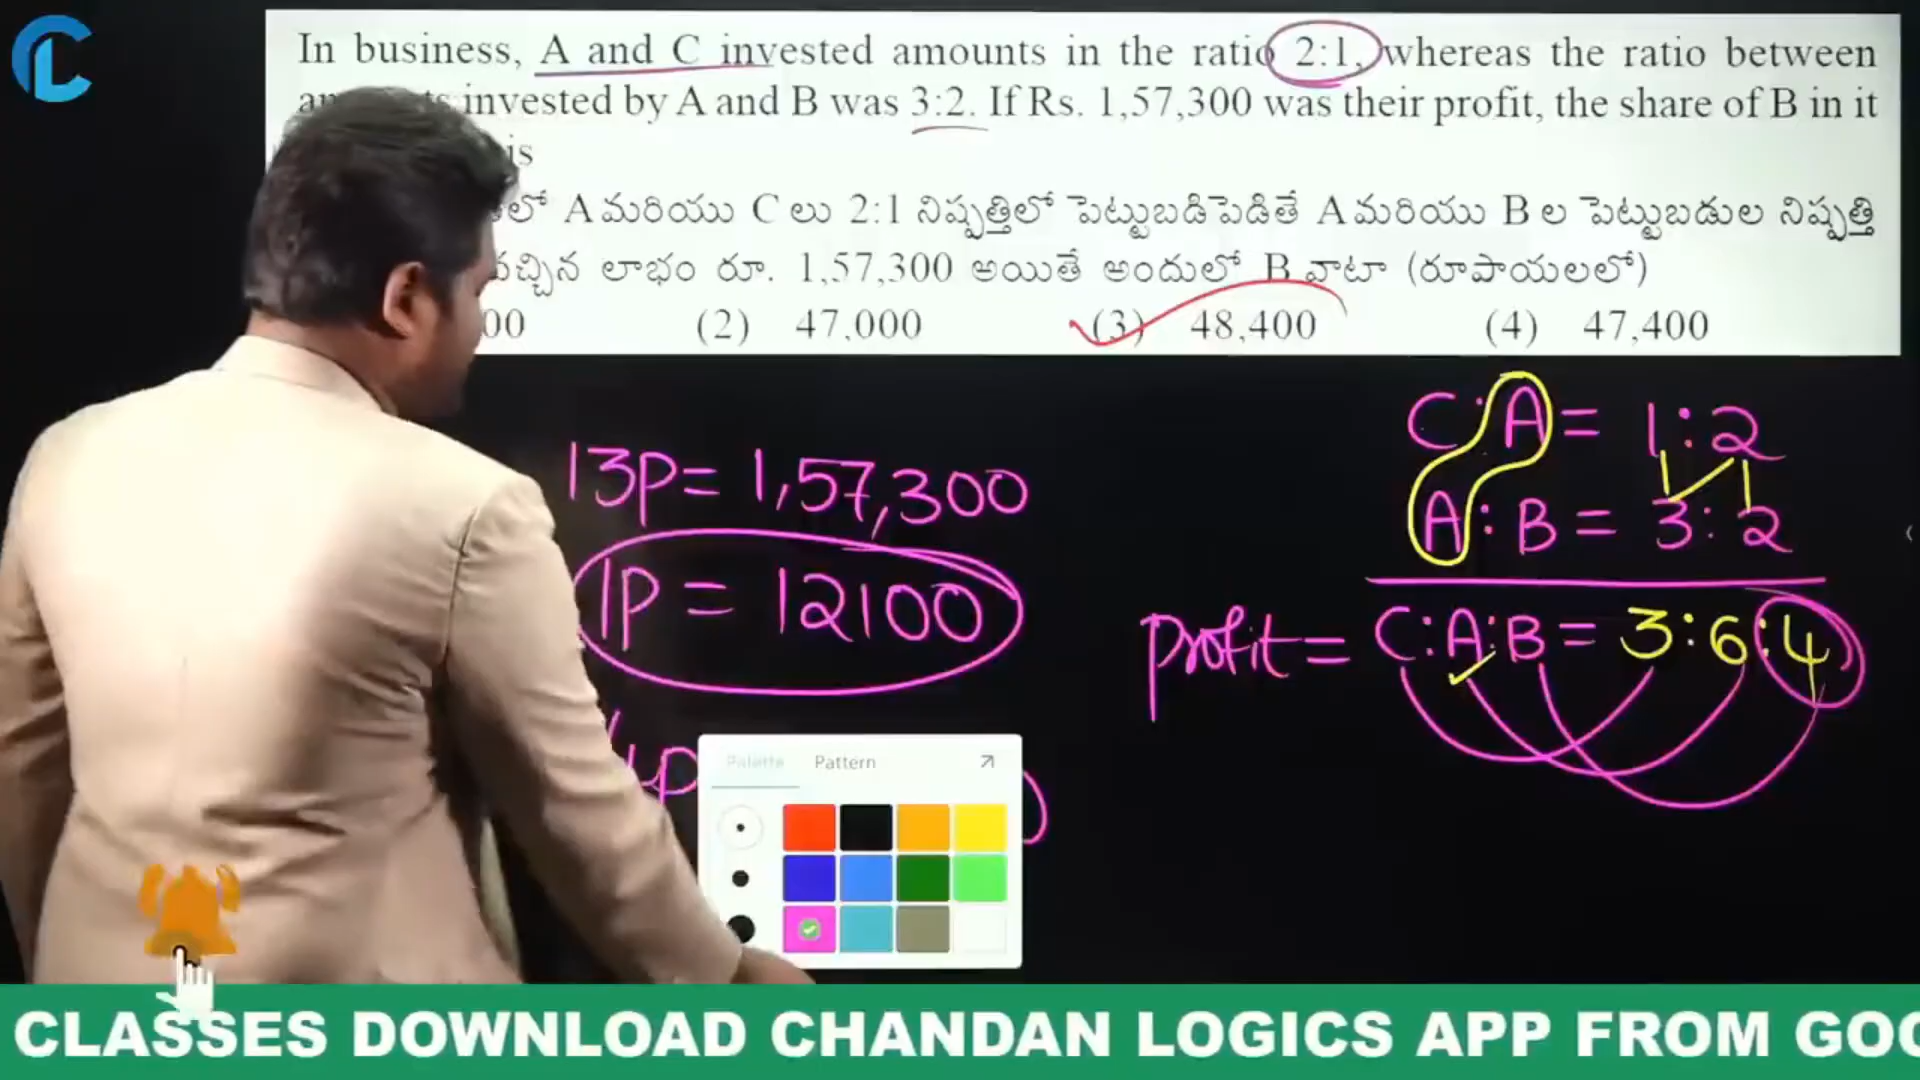 In business, A and C invested amounts in the ratio 2:1, whereas the ratio between
invested by A and B was 3:2. If Rs. 1,57,300 was their profit, the share of B in it
is
A మరియు C లు 2:1 నిష్పత్తిలో పెట్టుబడిపెడితే A మరియు B ల పెట్టుబడుల నిష్పత్తి
వచ్చిన లాభం రూ. 1,57,300 అయితే అందులో B వాటా (రూపాయలలో)
00 (2) 47,000 (3) 48,400 (4) 47,400
C:A = 1:2
13P = 1,57,300
A:B = 3:2
1P = 12100
Profit = C:A:B = 3:6:4
4P
Palette Pattern
CLASSES DOWNLOAD CHANDAN LOGICS APP FROM GOO